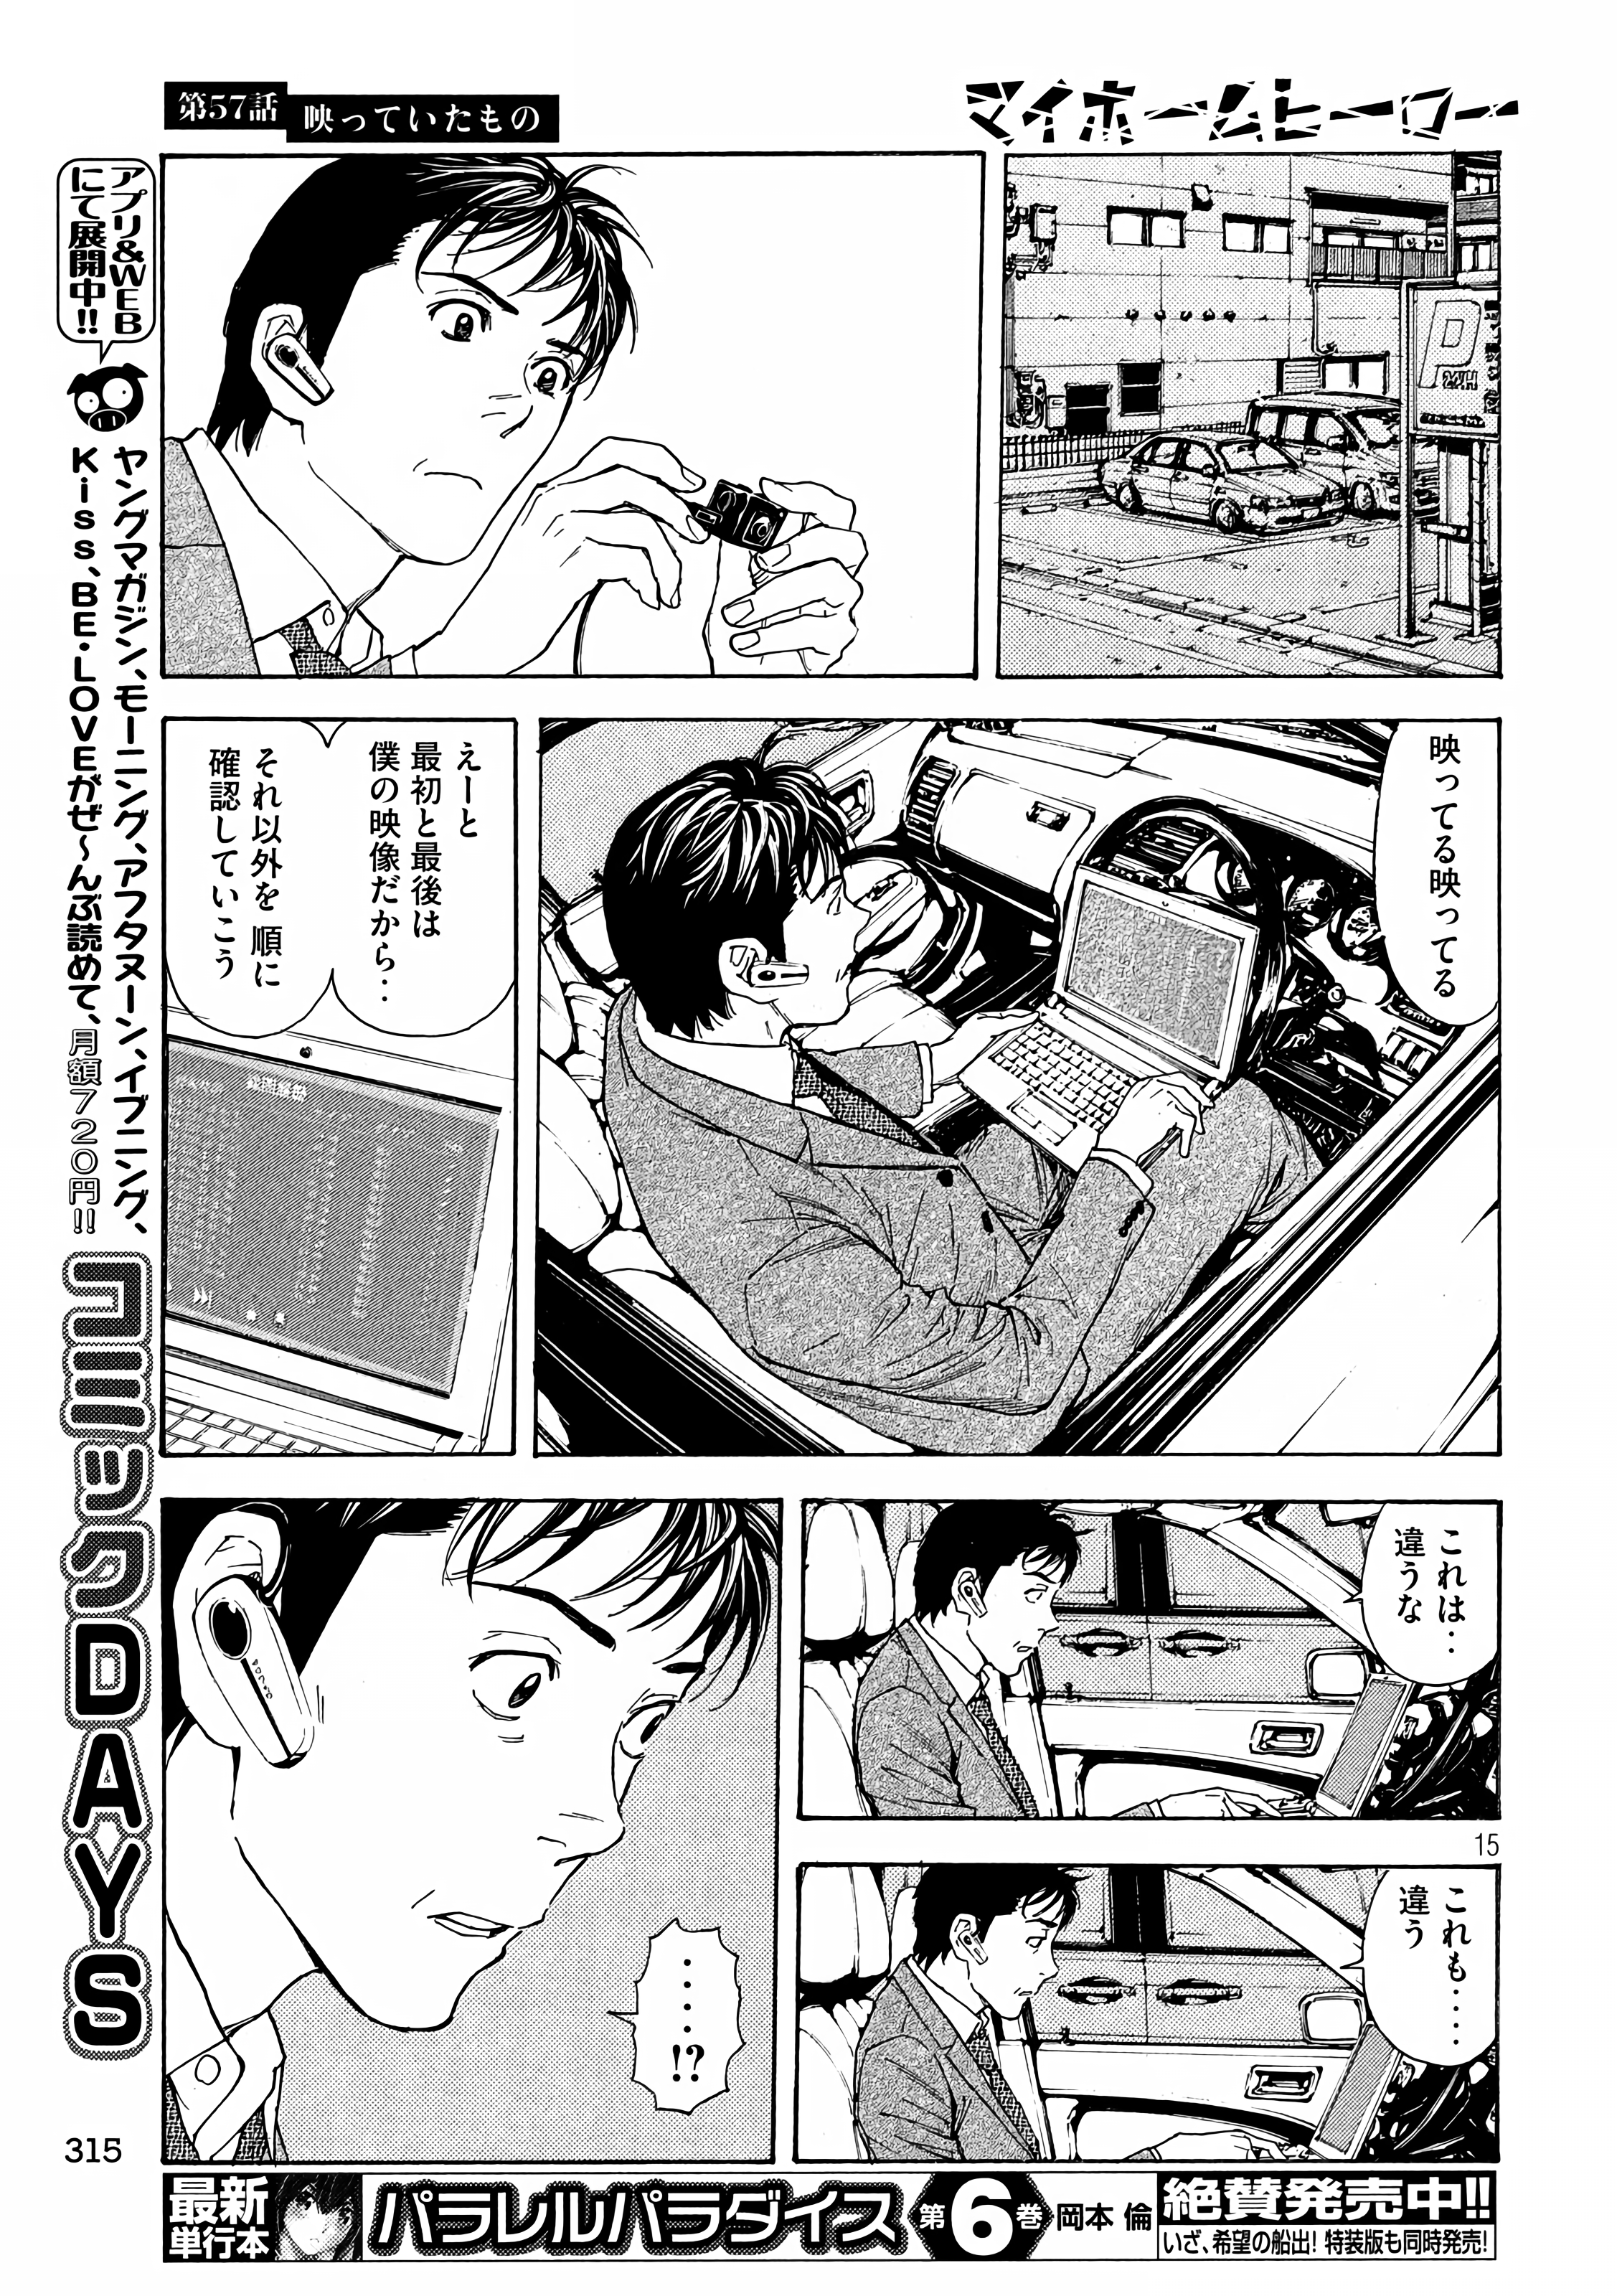 マイホームヒーロー
第57話
映っていたもの
P
24H
映ってる映ってる
えーと
最初と最後は
僕の映像だから‥
それ以外を 順に
確認していこう
これは‥
違うな
これも‥‥
違う
‥‥!?
15
アプリ&WEB
にて展開中!!
ヤングマガジン、モーニング、アフタヌーン、イブニング、
Kiss、BE・LOVEがぜ〜んぶ読めて、月額720円!!
コミックDAYS
315
最新
単行本
パラレルパラダイス
第6巻
岡本 倫
絶賛発売中!!
いざ、希望の船出! 特装版も同時発売!